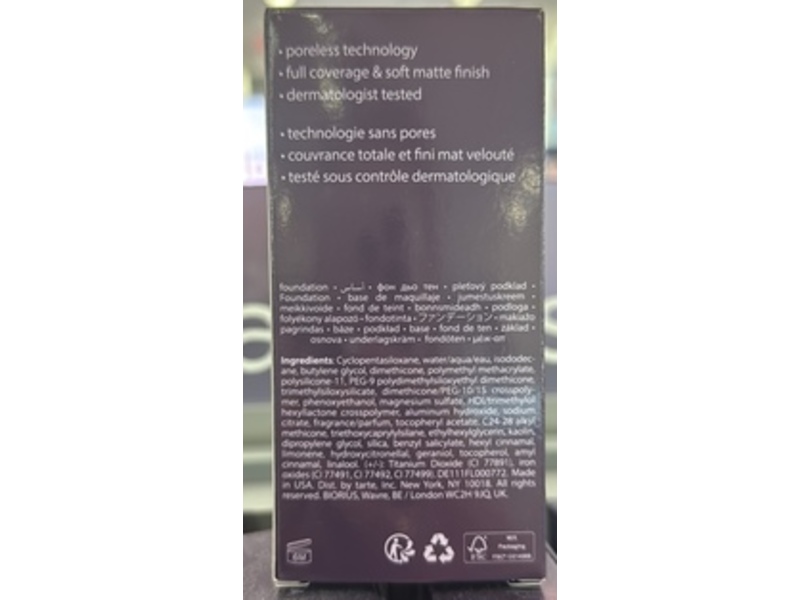 • poreless technology
• full coverage & soft matte finish
• dermatologist tested
• technologie sans pores
• couvrance totale et fini mat velouté
• testé sous contrôle dermatologique
foundation • أساس • фон дьо тен • pleťový podklad •
Foundation • base de maquillaje • jumestuskreem •
meikkivoide • fond de teint • bonnsmideadh • podloga •
folyékony alapozó • fondotinta • ファンデーション • makiažo
pagrindas • bāze • podkład • base • fond de ten • základ •
osnova • underlagskräm • fondöten •
Ingredients: Cyclopentasiloxane, water/aqua/eau, isododec-
ane, butylene glycol, dimethicone, polymethyl methacrylate,
polysilicone-11, PEG-9 polydimethylsiloxyethyl dimethicone,
trimethylsiloxysilicate, dimethicone/PEG-10/15 crosspoly-
mer, phenoxyethanol, magnesium sulfate, HDI/trimethylol
hexyllactone crosspolymer, aluminum hydroxide, sodium
citrate, fragrance/parfum, tocopheryl acetate, C24-28 alkyl
methicone, triethoxycaprylylsilane, ethylhexylglycerin, kaolin,
dipropylene glycol, silica, benzyl salicylate, hexyl cinnamal,
limonene, hydroxycitronellal, geraniol, tocopherol, amyl
cinnamal, linalool. (+/-): Titanium Dioxide (CI 77891), iron
oxides (CI 77491, CI 77492, CI 77499). DE111FL000772. Made
in USA. Dist. by tarte, inc. New York, NY 10018. All rights
reserved. BIORIUS, Wavre, BE / London WC2H 9JQ, UK.
6M
FSC
MIX
Packaging